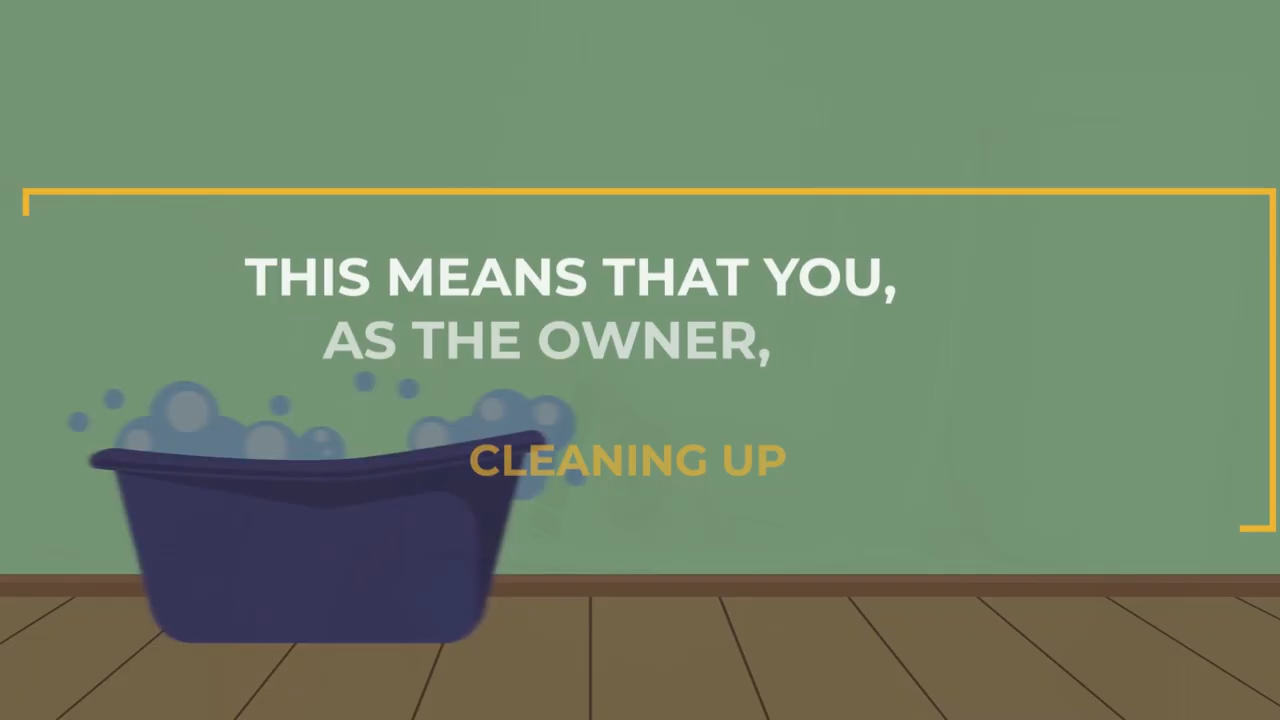 THIS MEANS THAT YOU,
AS THE OWNER,
CLEANING UP